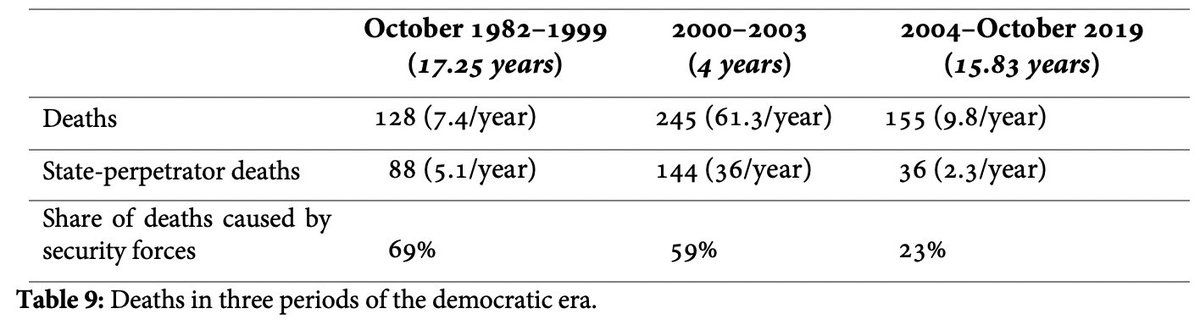 October 1982–1999 2000–2003 2004–October 2019
(17.25 years) (4 years) (15.83 years)
Deaths 128 (7.4/year) 245 (61.3/year) 155 (9.8/year)
State-perpetrator deaths 88 (5.1/year) 144 (36/year) 36 (2.3/year)
Share of deaths caused by
security forces 69% 59% 23%
Table 9: Deaths in three periods of the democratic era.